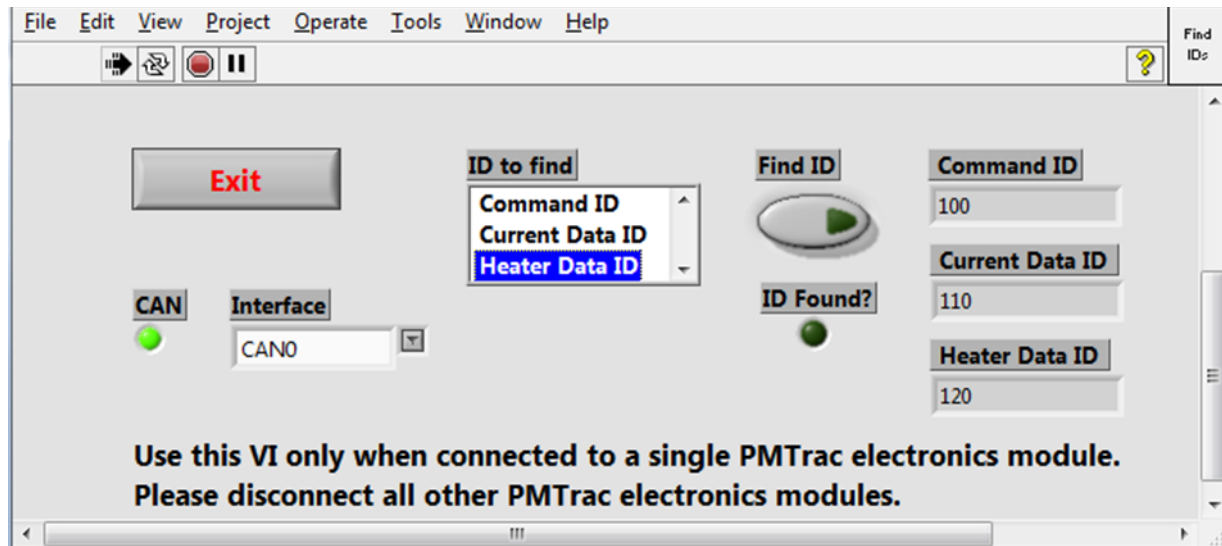 File Edit View Project Operate Tools Window Help
Find
IDs
Exit
ID to find
Command ID
Current Data ID
Heater Data ID
Find ID
ID Found?
Command ID
100
Current Data ID
110
Heater Data ID
120
CAN
Interface
CAN0
Use this VI only when connected to a single PMTrac electronics module.
Please disconnect all other PMTrac electronics modules.